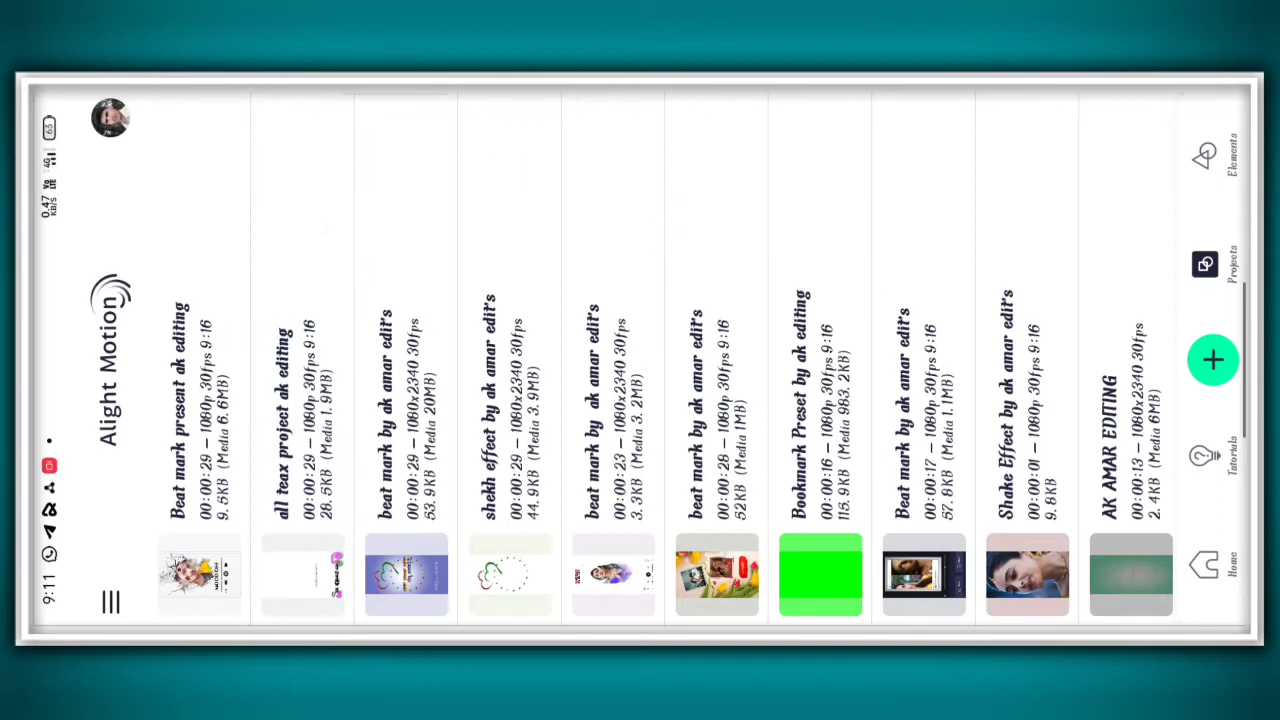 9:11
0.47 KB/S
Vo LTE
4G
63
Alight Motion
Beat mark present ak editing
00:00:29 – 1080p 30fps 9:16
9.5KB (Media 6.6MB)
all teax project ak editing
00:00:29 – 1080p 30fps 9:16
28.5KB (Media 1.9MB)
beat mark by ak amar edit's
00:00:29 – 1080x2340 30fps
53.9KB (Media 20MB)
shekh effect by ak amar edit's
00:00:29 – 1080x2340 30fps
44.9KB (Media 3.9MB)
beat mark by ak amar edit's
00:00:23 – 1080x2340 30fps
3.3KB (Media 3.2MB)
beat mark by ak amar edit's
00:00:28 – 1080p 30fps 9:16
52KB (Media 1MB)
Bookmark Preset by ak editing
00:00:16 – 1080p 30fps 9:16
115.9KB (Media 983.2KB)
Beat mark by ak amar edit's
00:00:17 – 1080p 30fps 9:16
57.8KB (Media 1.1MB)
Shake Effect by ak amar edit's
00:00:01 – 1080p 30fps 9:16
9.8KB
AK AMAR EDITING
00:00:13 – 1080x2340 30fps
2.4KB (Media 6MB)
Home
Tutorials
Projects
Elements